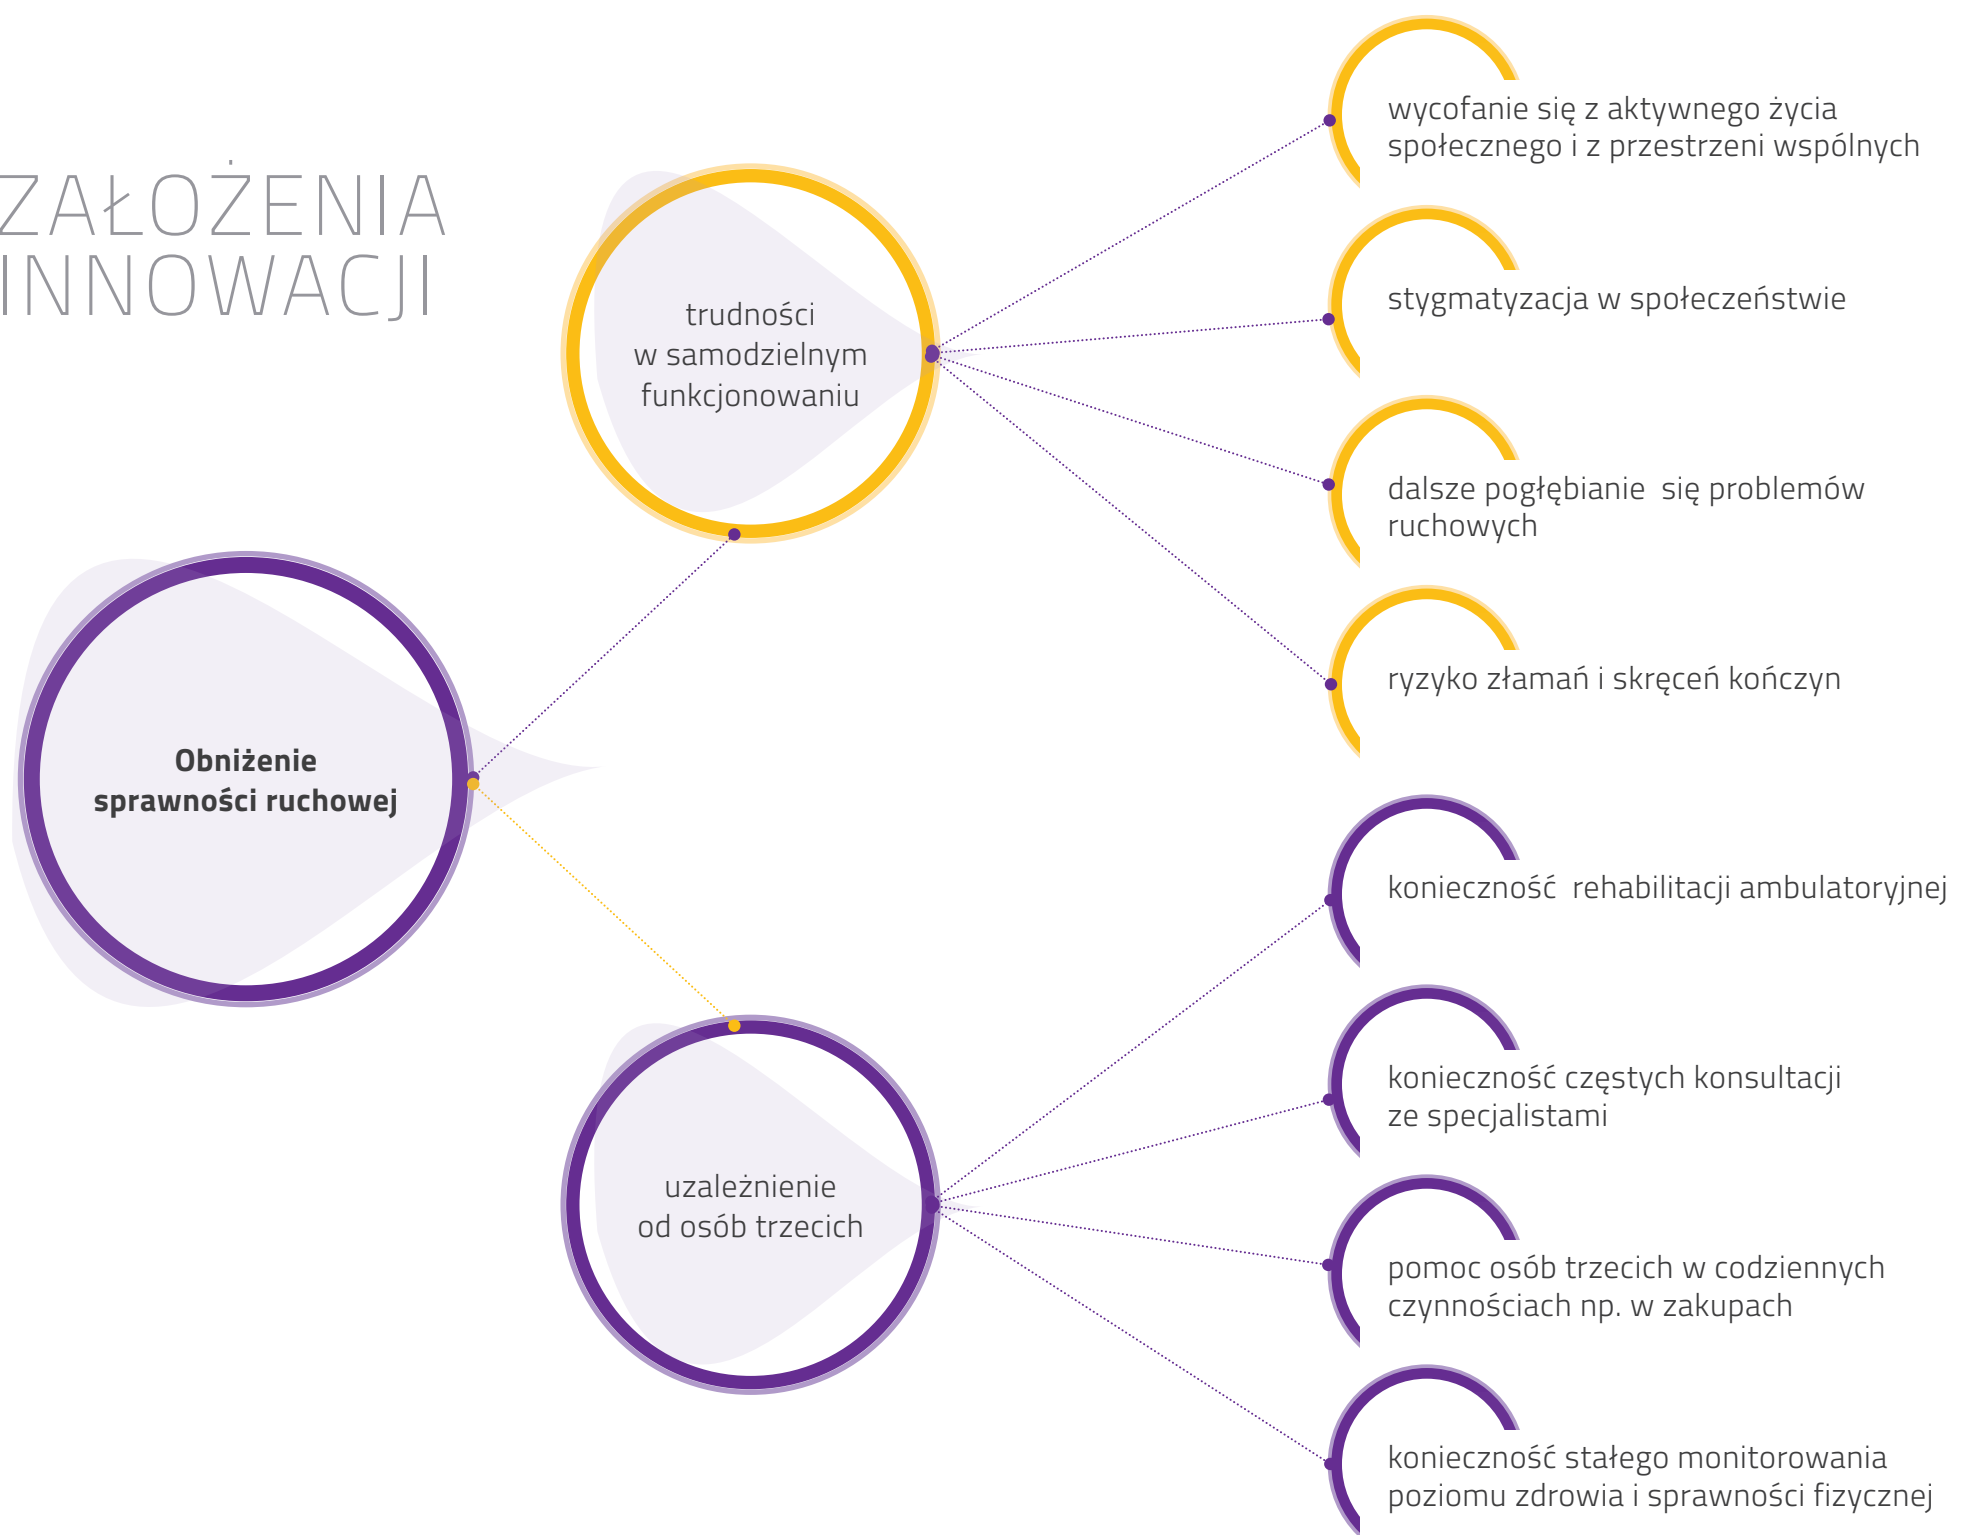 ZAŁOŻENIA
INNOWACJI
Obniżenie
sprawności ruchowej
trudności
w samodzielnym
funkcjonowaniu
wycofanie się z aktywnego życia
społecznego i z przestrzeni wspólnych
stygmatyzacja w społeczeństwie
dalsze pogłębianie się problemów
ruchowych
ryzyko złamań i skręceń kończyn
uzależnienie
od osób trzecich
konieczność rehabilitacji ambulatoryjnej
konieczność częstych konsultacji
ze specjalistami
pomoc osób trzecich w codziennych
czynnościach np. w zakupach
konieczność stałego monitorowania
poziomu zdrowia i sprawności fizycznej